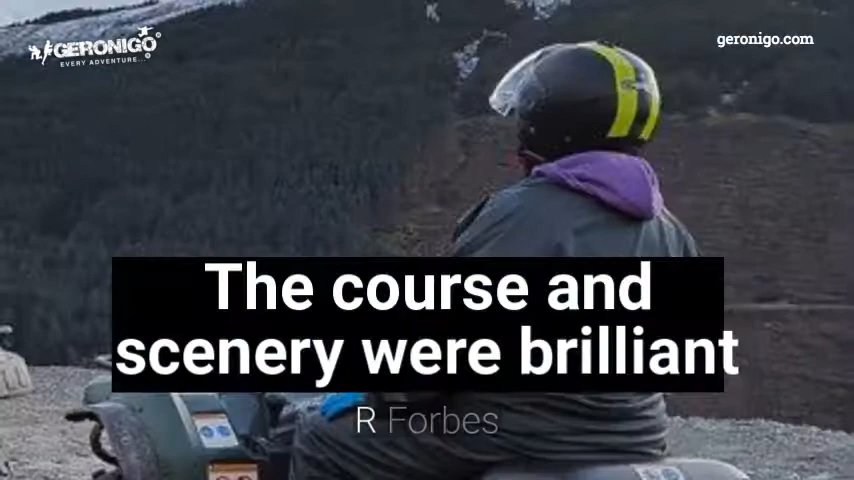 GERONIGO
EVERY ADVENTURE...
geronigo.com
The course and
scenery were brilliant
R Forbes